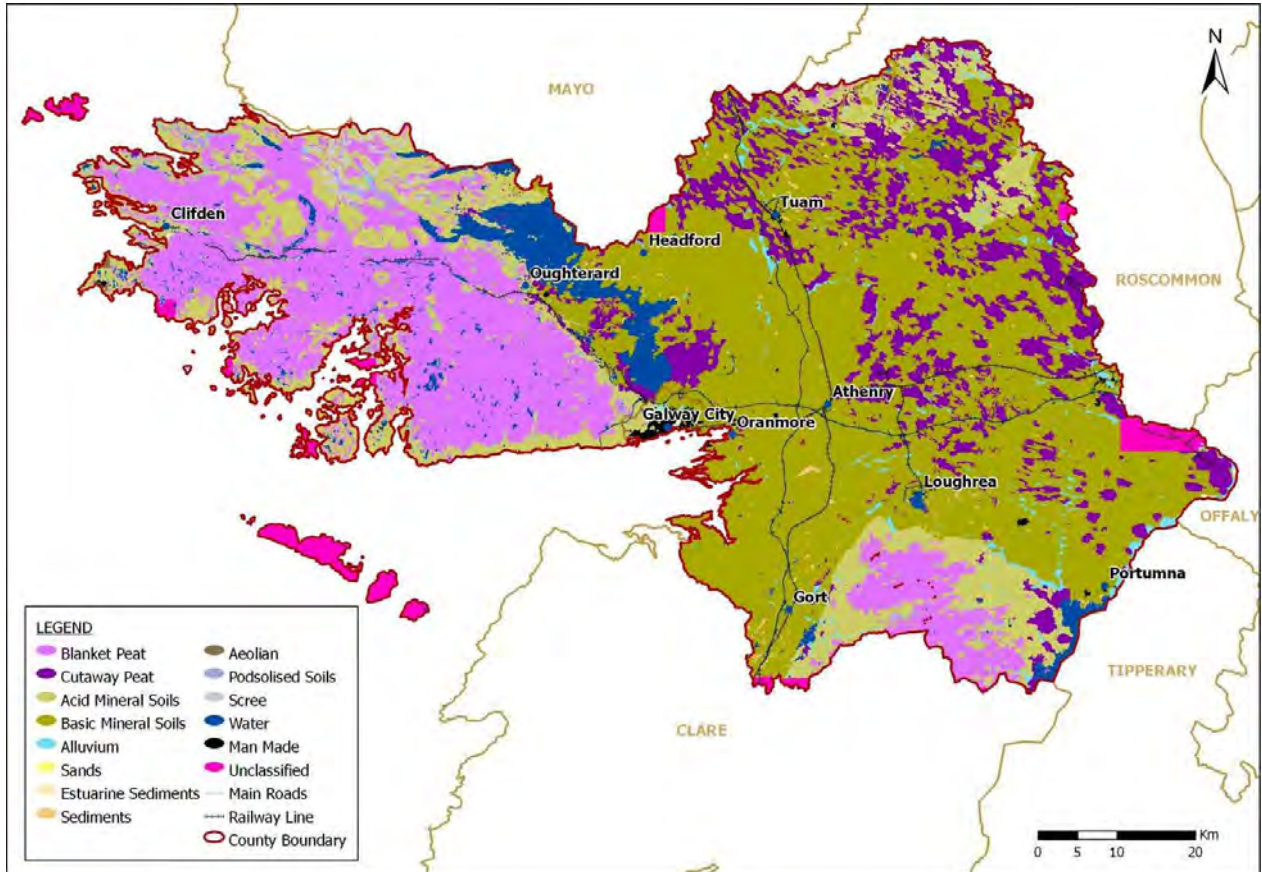 N
MAYO
Clifden
Tuam
Headford
Oughterard
ROSCOMMON
Athenry
Galway City
Oranmore
Loughrea
OFFALY
Portumna
Gort
TIPPERARY
CLARE
LEGEND
Blanket Peat
Cutaway Peat
Acid Mineral Soils
Basic Mineral Soils
Alluvium
Sands
Estuarine Sediments
Sediments
Aeolian
Podsolised Soils
Scree
Water
Man Made
Unclassified
Main Roads
Railway Line
County Boundary
Km
0 5 10 20